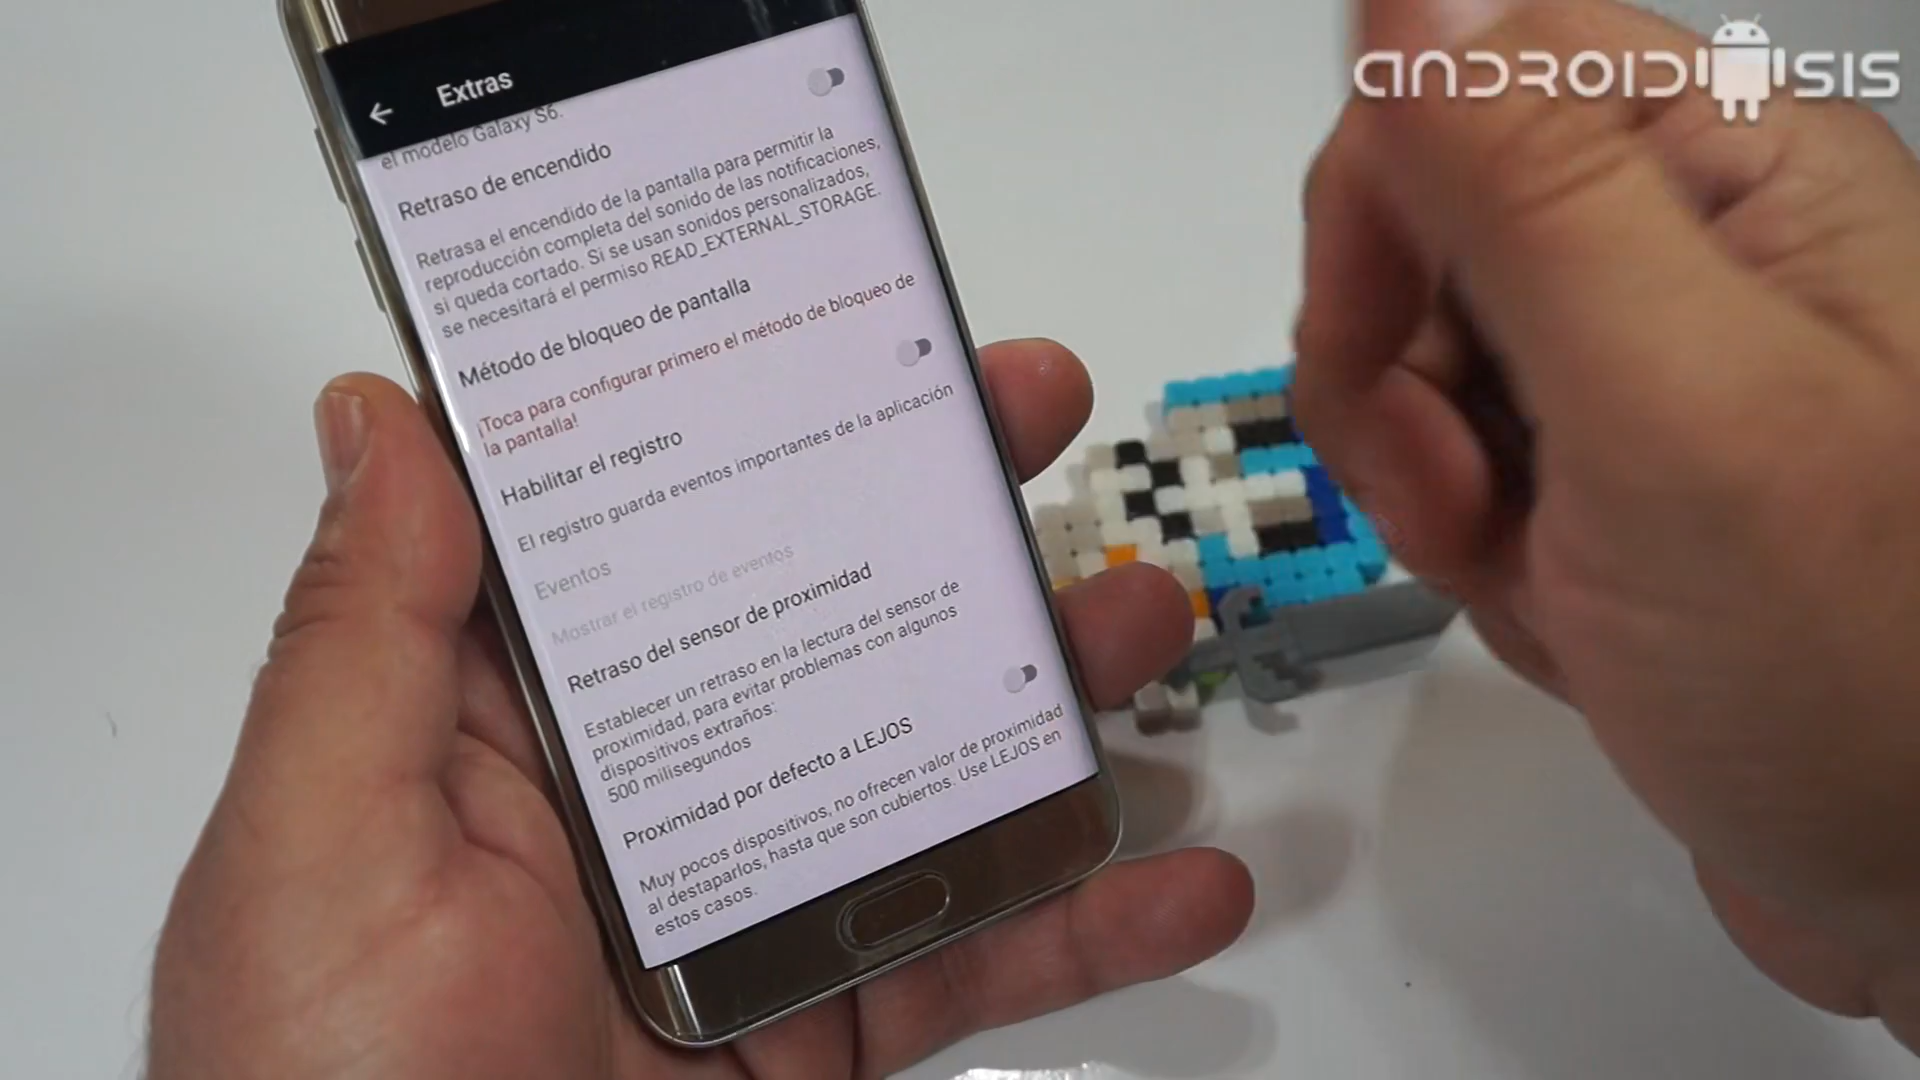 ANDROIDSIS
Extras
el modelo Galaxy S6.
Retraso de encendido
Retrasa el encendido de la pantalla para permitir la
reproducción completa del sonido de las notificaciones,
si queda cortado. Si se usan sonidos personalizados,
se necesitará el permiso READ_EXTERNAL_STORAGE.
Método de bloqueo de pantalla
¡Toca para configurar primero el método de bloqueo de
la pantalla!
Habilitar el registro
El registro guarda eventos importantes de la aplicación
Eventos
Mostrar el registro de eventos
Retraso del sensor de proximidad
Establecer un retraso en la lectura del sensor de
proximidad, para evitar problemas con algunos
dispositivos extraños:
500 milisegundos
Proximidad por defecto a LEJOS
Muy pocos dispositivos, no ofrecen valor de proximidad
al destaparlos, hasta que son cubiertos. Use LEJOS en
estos casos.